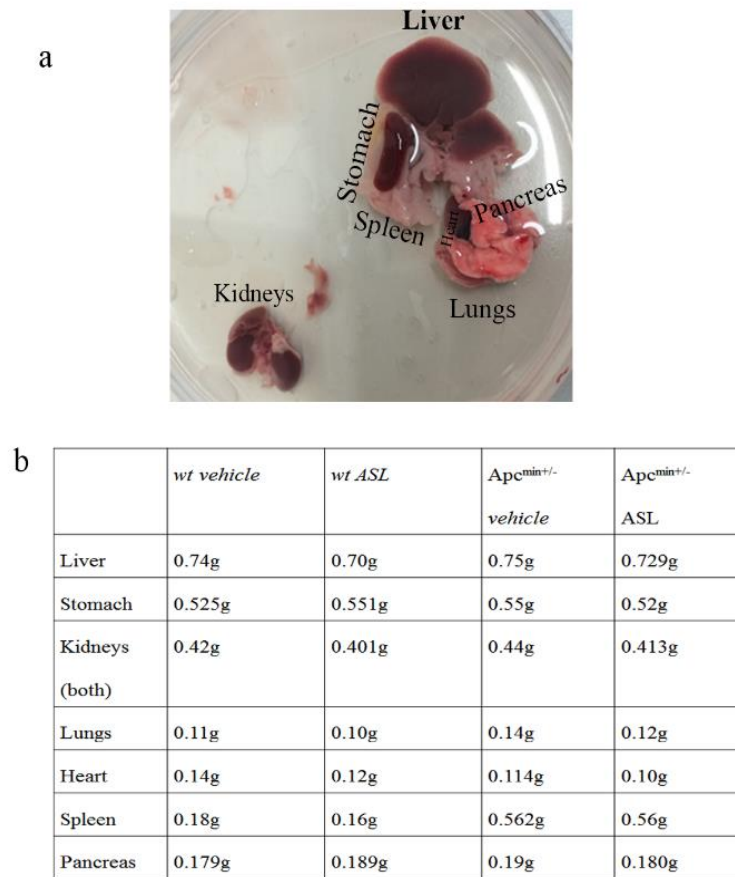 a
Liver
Stomach
Spleen
Heart
Pancreas
Lungs
Kidneys
b
wt vehicle wt ASL Apcmin+/- vehicle Apcmin+/- ASL
Liver 0.74g 0.70g 0.75g 0.729g
Stomach 0.525g 0.551g 0.55g 0.52g
Kidneys (both) 0.42g 0.401g 0.44g 0.413g
Lungs 0.11g 0.10g 0.14g 0.12g
Heart 0.14g 0.12g 0.114g 0.10g
Spleen 0.18g 0.16g 0.562g 0.56g
Pancreas 0.179g 0.189g 0.19g 0.180g